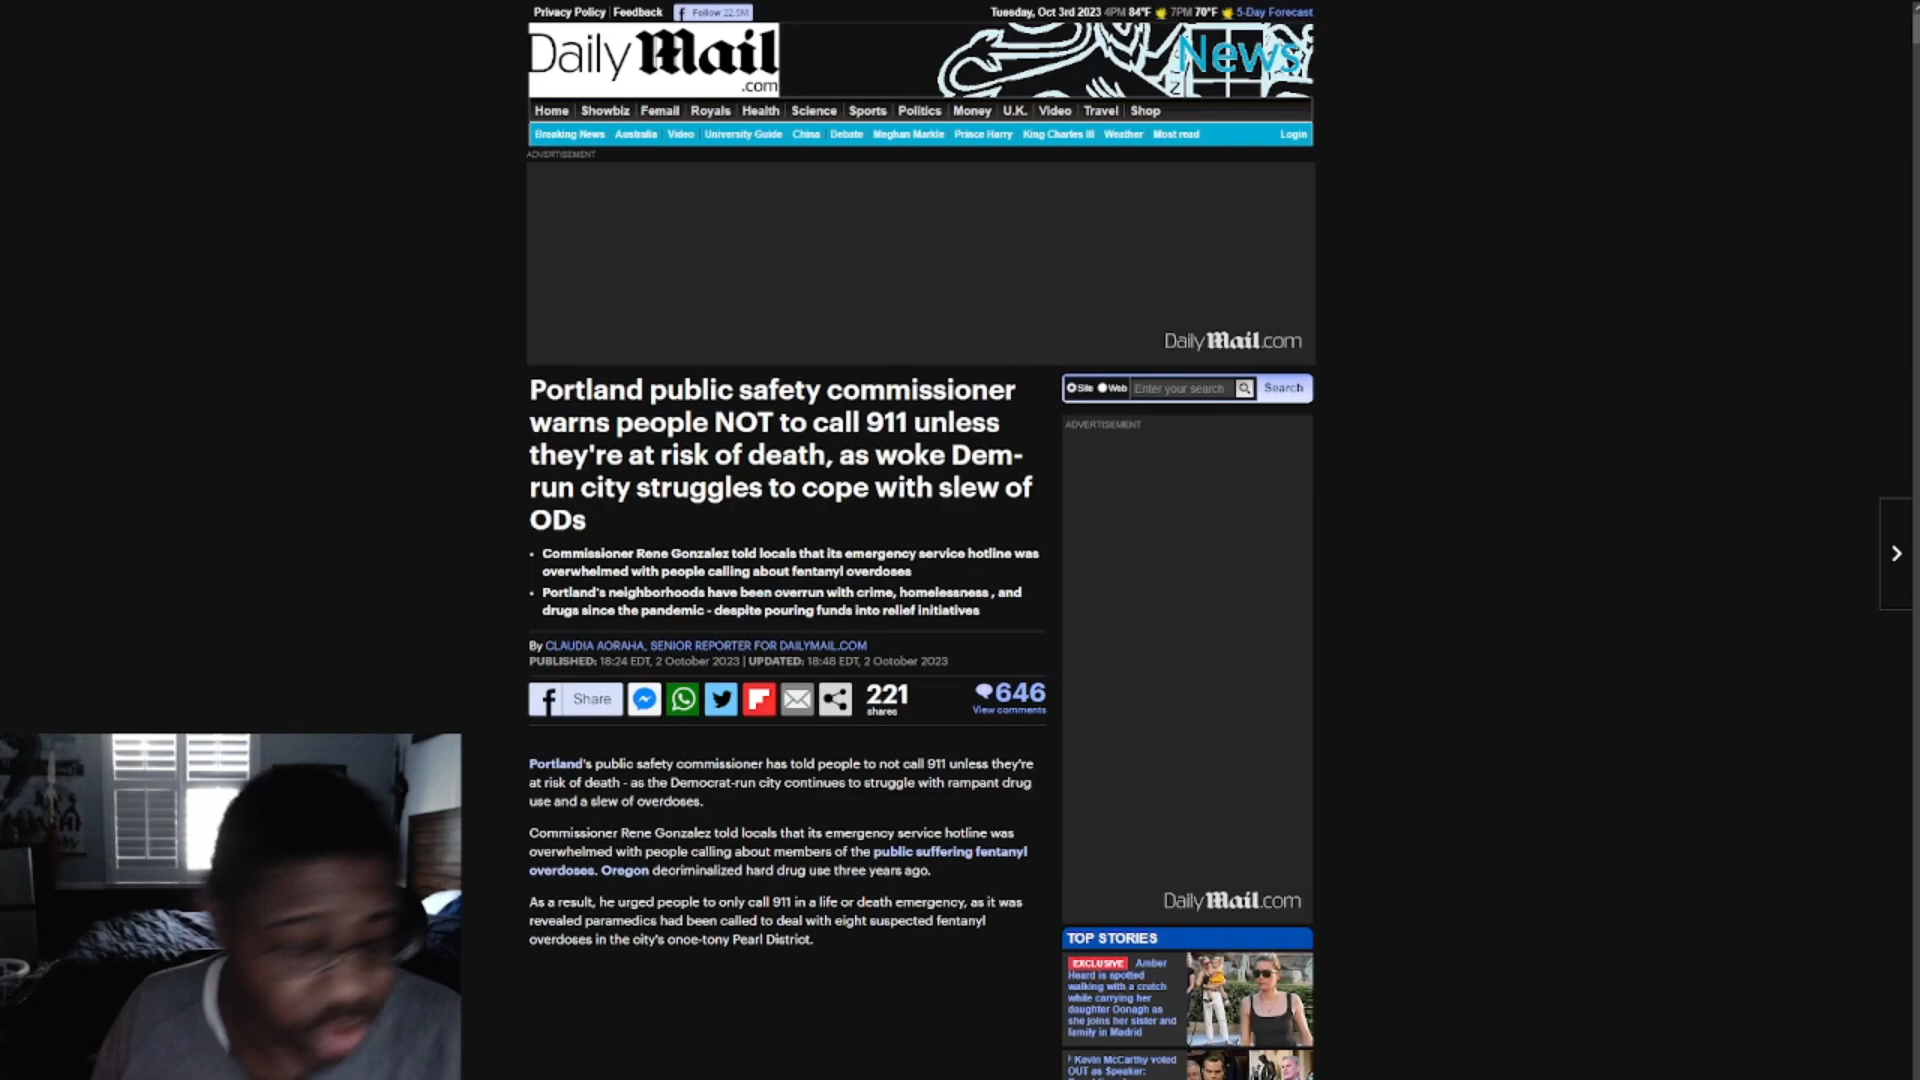 Privacy Policy Feedback f Follow 22.5M
Tuesday, Oct 3rd 2023 4PM 84°F 7PM 70°F 5-Day Forecast
Daily Mail
.com
News
Home Showbiz Femail Royals Health Science Sports Politics Money U.K. Video Travel Shop
Breaking News Australia Video University Guide China Debate Meghan Markle Prince Harry King Charles III Weather Most read Login
ADVERTISEMENT
Daily Mail.com
Portland public safety commissioner
warns people NOT to call 911 unless
they're at risk of death, as woke Dem-
run city struggles to cope with slew of
ODs
• Commissioner Rene Gonzalez told locals that its emergency service hotline was
overwhelmed with people calling about fentanyl overdoses
• Portland's neighborhoods have been overrun with crime, homelessness , and
drugs since the pandemic - despite pouring funds into relief initiatives
By CLAUDIA AORAHA, SENIOR REPORTER FOR DAILYMAIL.COM
PUBLISHED: 18:24 EDT, 2 October 2023 | UPDATED: 18:48 EDT, 2 October 2023
f Share
221
shares
646
View comments
Portland's public safety commissioner has told people to not call 911 unless they're
at risk of death - as the Democrat-run city continues to struggle with rampant drug
use and a slew of overdoses.
Commissioner Rene Gonzalez told locals that its emergency service hotline was
overwhelmed with people calling about members of the public suffering fentanyl
overdoses. Oregon decriminalized hard drug use three years ago.
As a result, he urged people to only call 911 in a life or death emergency, as it was
revealed paramedics had been called to deal with eight suspected fentanyl
overdoses in the city's once-tony Pearl District.
Site Web Enter your search Search
ADVERTISEMENT
Daily Mail.com
TOP STORIES
EXCLUSIVE Amber
Heard is spotted
walking with a crutch
while carrying her
daughter Oonagh as
she joins her sister and
family in Madrid
Kevin McCarthy voted
OUT as Speaker: